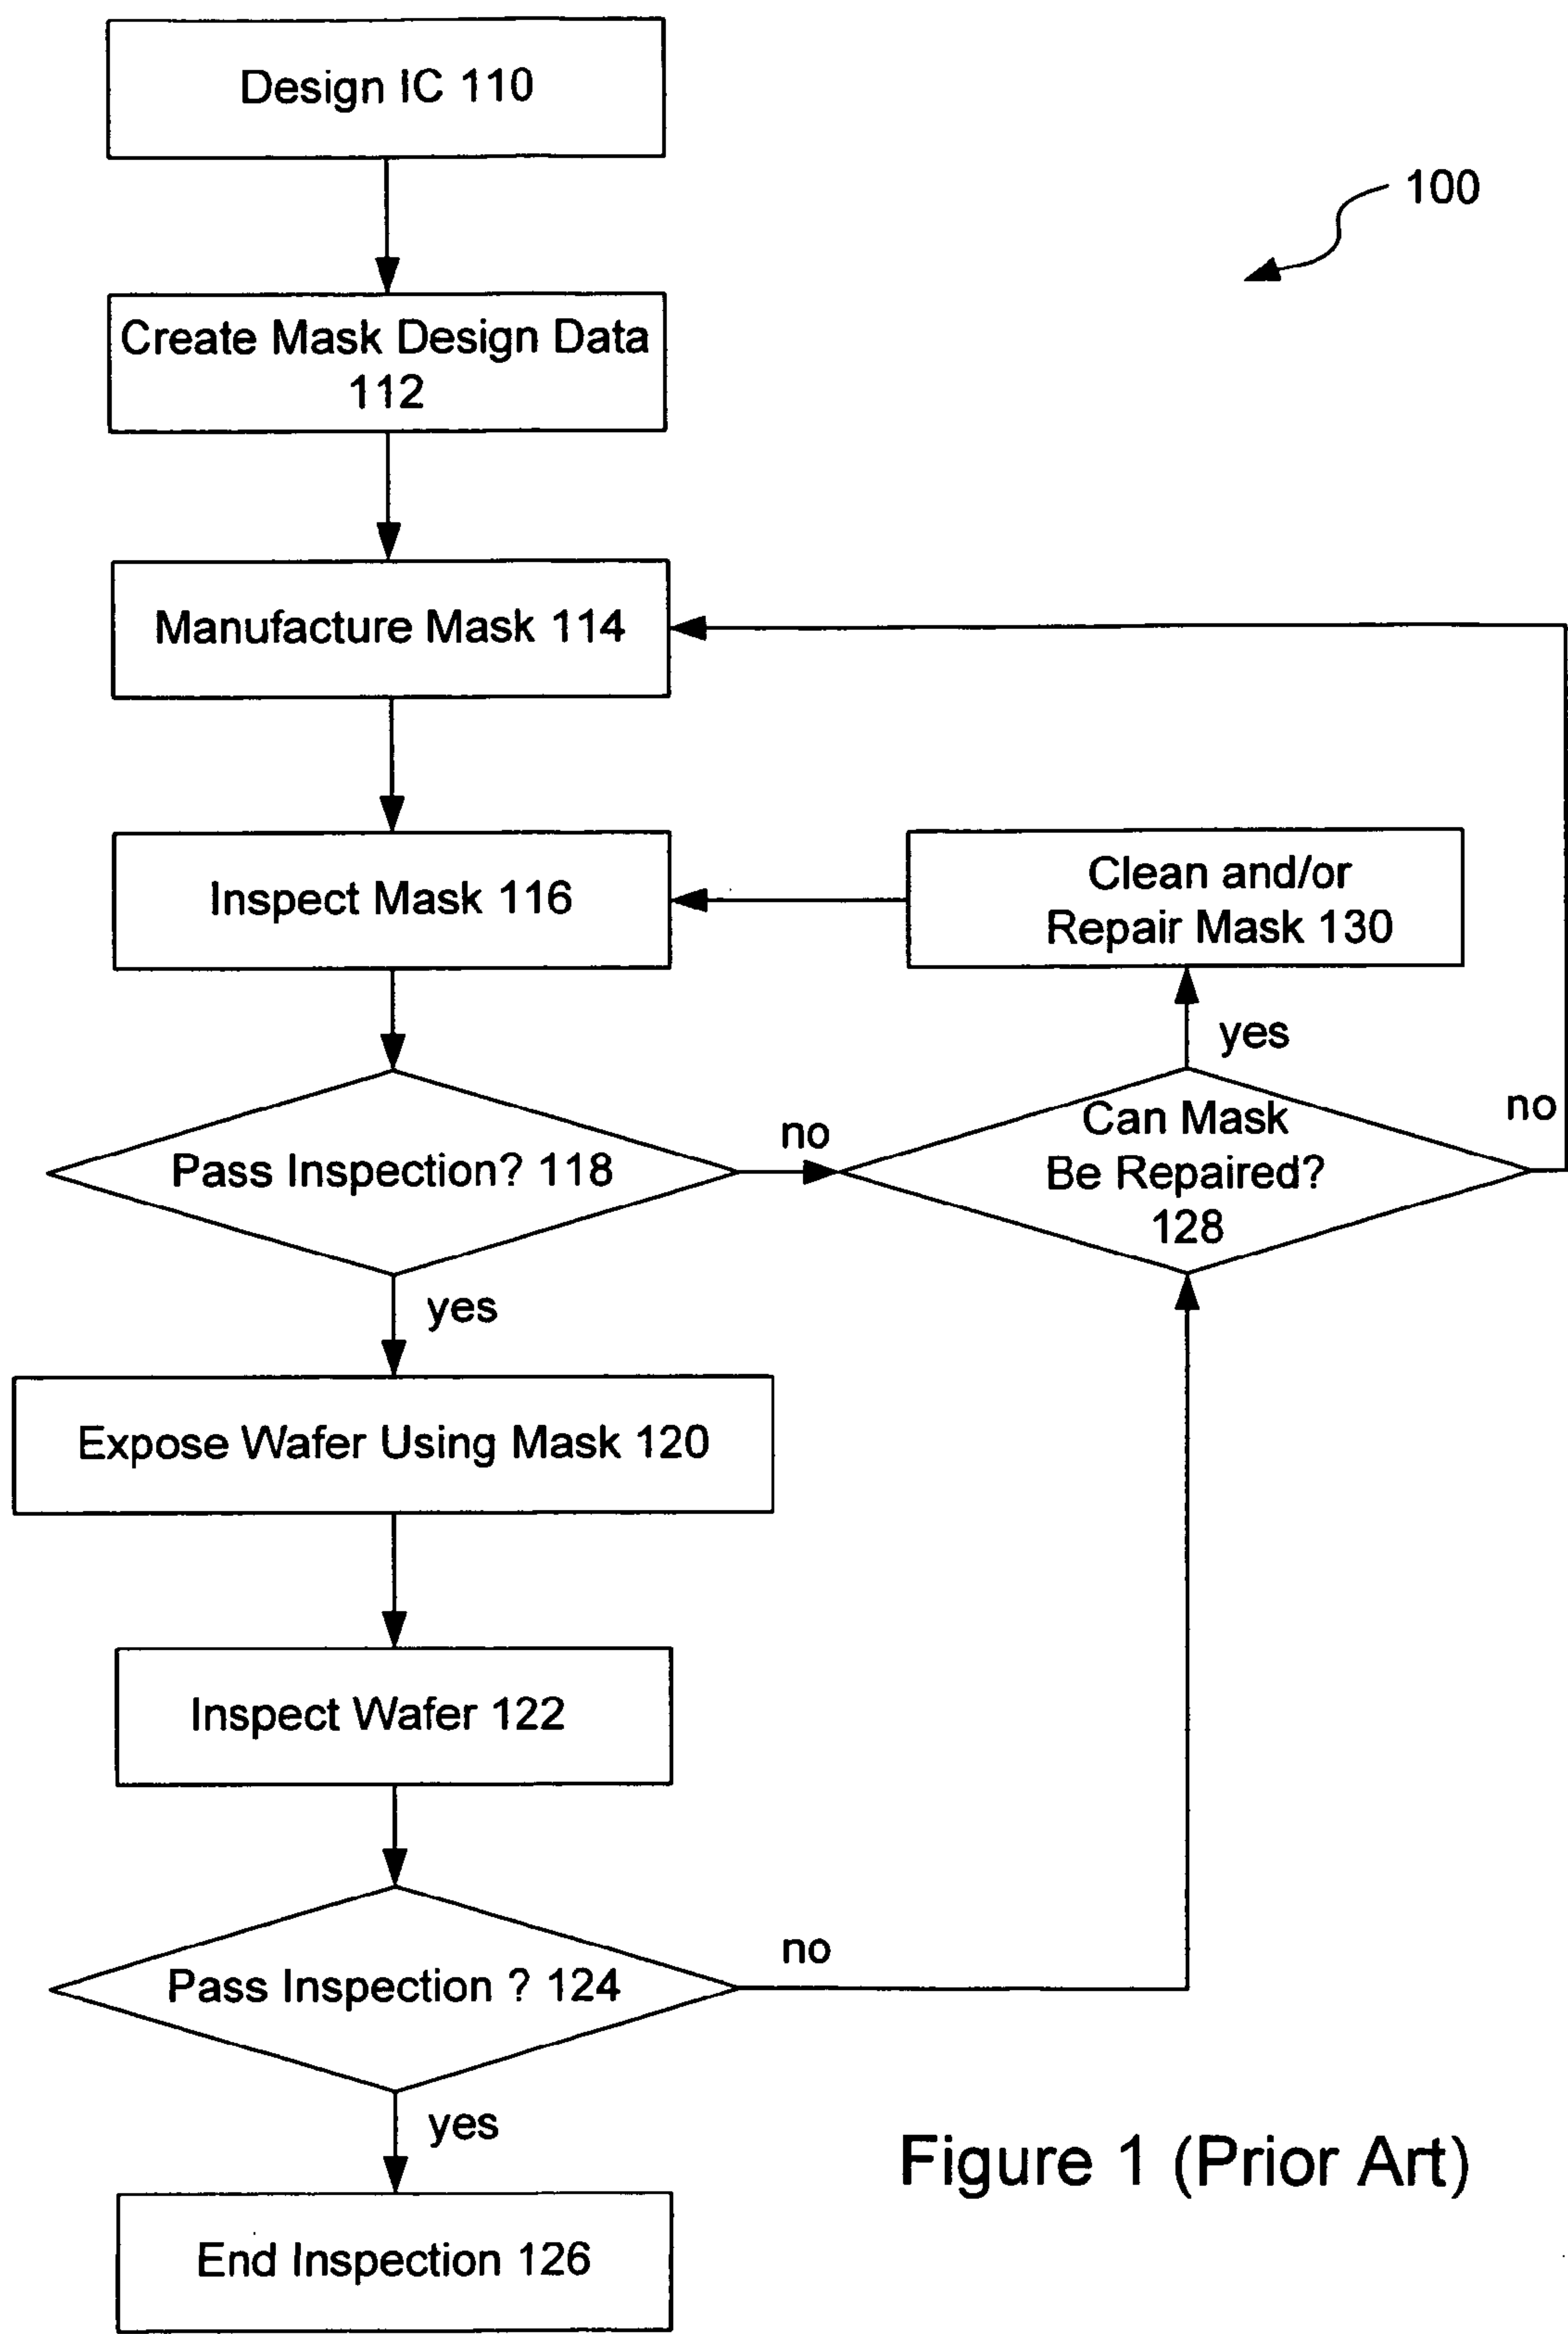 Design IC 110
100
Create Mask Design Data
112
Manufacture Mask 114
Inspect Mask 116
Clean and/or
Repair Mask 130
yes
no
Pass Inspection? 118
no
Can Mask
Be Repaired?
128
yes
Expose Wafer Using Mask 120
Inspect Wafer 122
Pass Inspection ? 124
no
yes
End Inspection 126
Figure 1 (Prior Art)